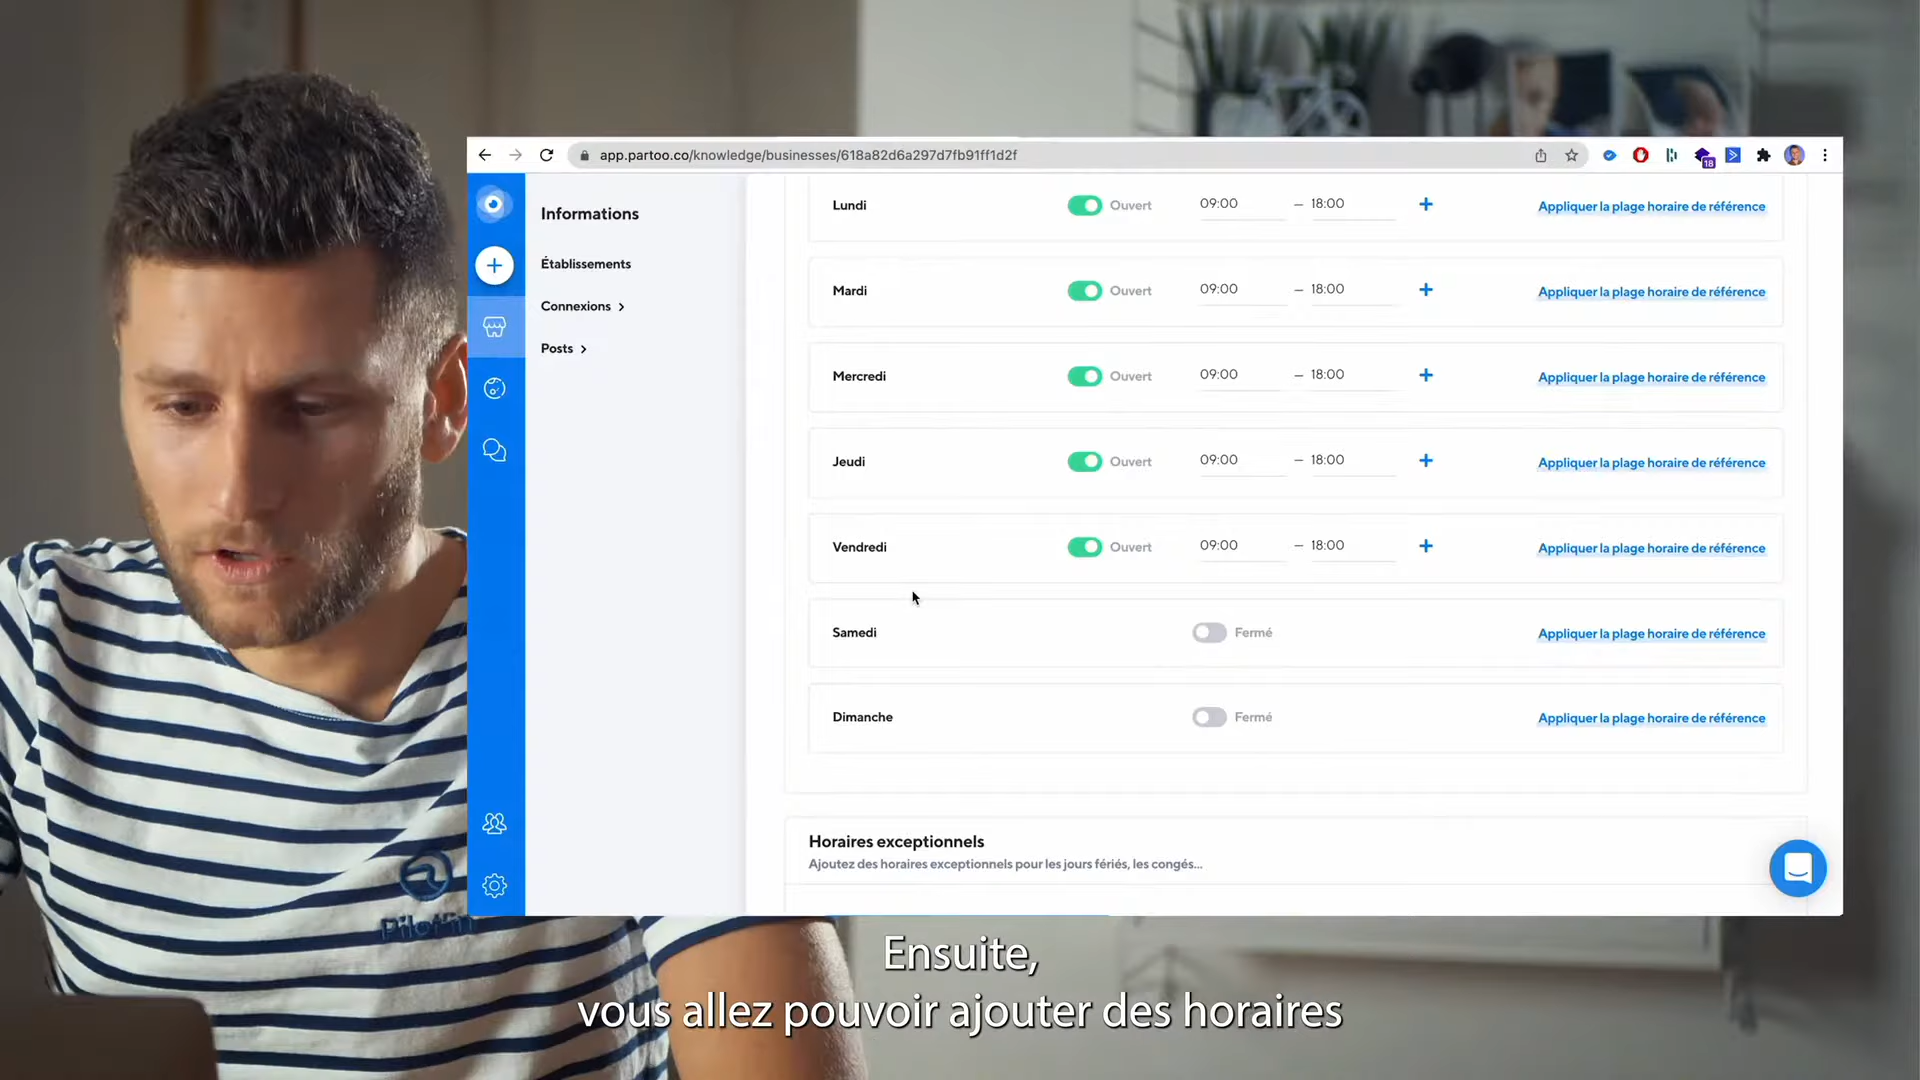 app.partoo.co/knowledge/businesses/618a82d6a297d7fb91ff1d2f
18
Informations
Établissements
Connexions
Posts
Lundi Ouvert 09:00 – 18:00 + Appliquer la plage horaire de référence
Mardi Ouvert 09:00 – 18:00 + Appliquer la plage horaire de référence
Mercredi Ouvert 09:00 – 18:00 + Appliquer la plage horaire de référence
Jeudi Ouvert 09:00 – 18:00 + Appliquer la plage horaire de référence
Vendredi Ouvert 09:00 – 18:00 + Appliquer la plage horaire de référence
Samedi Fermé Appliquer la plage horaire de référence
Dimanche Fermé Appliquer la plage horaire de référence
Horaires exceptionnels
Ajoutez des horaires exceptionnels pour les jours fériés, les congés...
Ensuite,
vous allez pouvoir ajouter des horaires